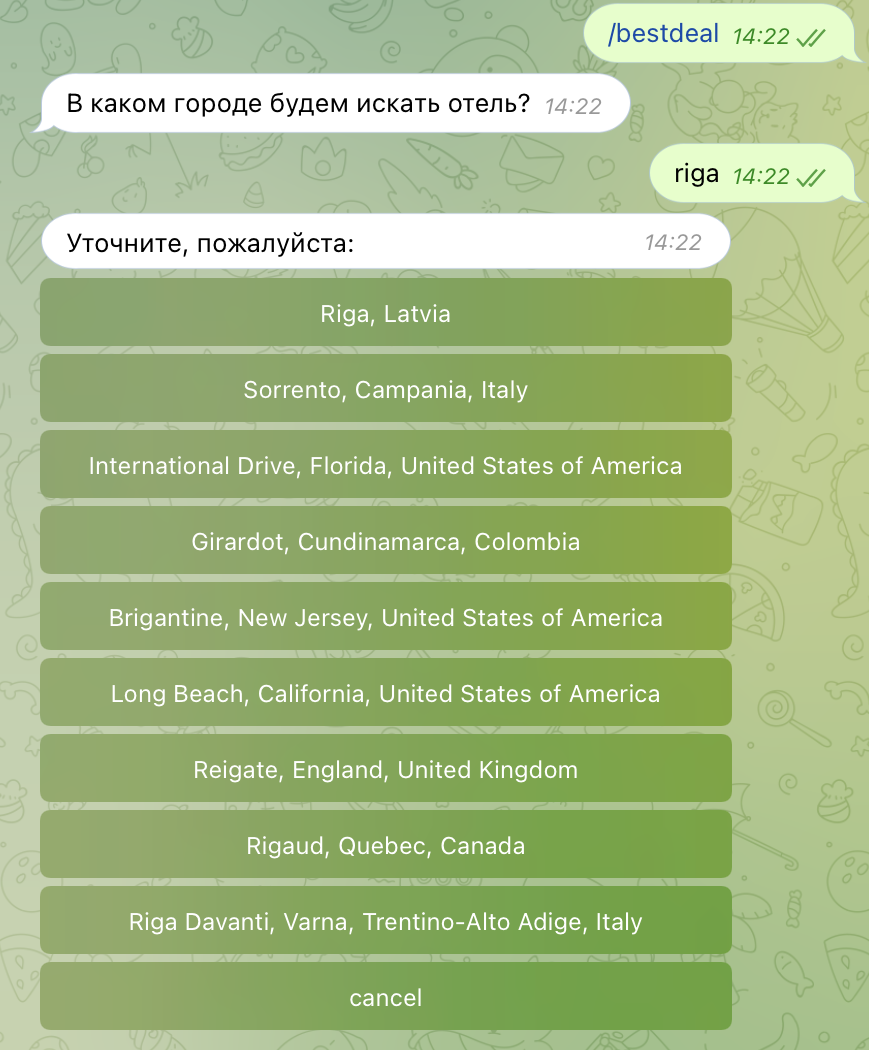 /bestdeal 14:22
В каком городе будем искать отель? 14:22
riga 14:22
Уточните, пожалуйста: 14:22
Riga, Latvia
Sorrento, Campania, Italy
International Drive, Florida, United States of America
Girardot, Cundinamarca, Colombia
Brigantine, New Jersey, United States of America
Long Beach, California, United States of America
Reigate, England, United Kingdom
Rigaud, Quebec, Canada
Riga Davanti, Varna, Trentino-Alto Adige, Italy
cancel